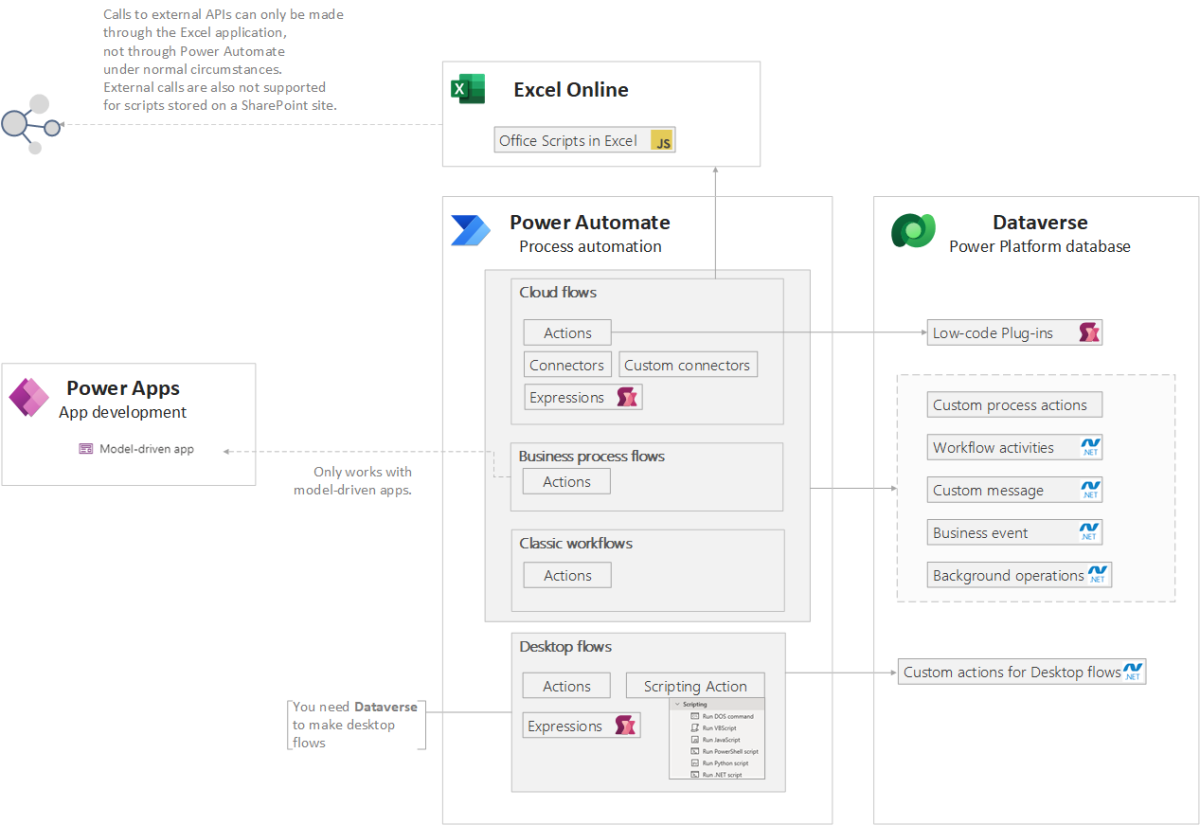 Calls to external APIs can only be made
through the Excel application,
not through Power Automate
under normal circumstances.
External calls are also not supported
for scripts stored on a SharePoint site.
Excel Online
Office Scripts in Excel
JS
Power Automate
Process automation
Cloud flows
Actions
Connectors
Custom connectors
Expressions
Business process flows
Actions
Classic workflows
Actions
Desktop flows
Actions
Scripting Action
Expressions
Scripting
Run DOS command
Run VBScript
Run JavaScript
Run PowerShell script
Run Python script
Run .NET script
Power Apps
App development
Model-driven app
Only works with
model-driven apps.
You need Dataverse
to make desktop
flows
Dataverse
Power Platform database
Low-code Plug-ins
Custom process actions
Workflow activities
.NET
Custom message
.NET
Business event
.NET
Background operations
.NET
Custom actions for Desktop flows
.NET